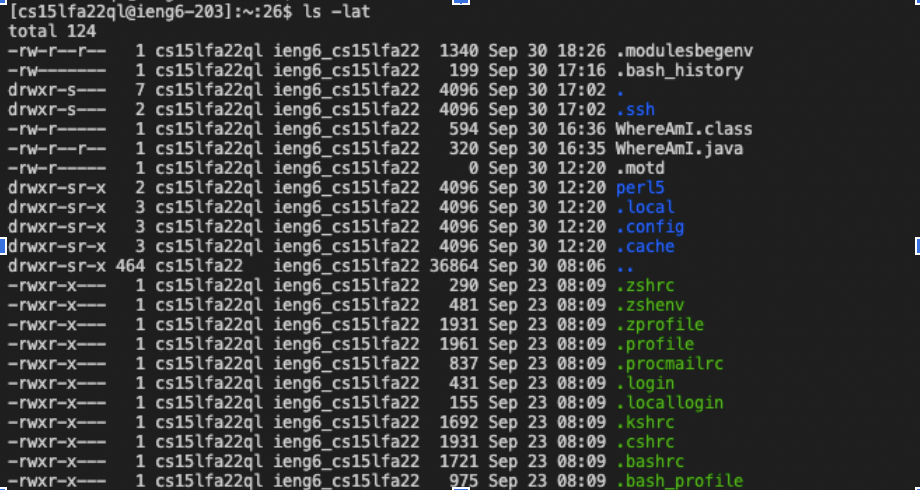 [cs15lfa22ql@ieng6-203]:~:26$ ls -lat
total 124
-rw-r--r--   1 cs15lfa22ql ieng6_cs15lfa22  1340 Sep 30 18:26 .modulesbegenv
-rw-------   1 cs15lfa22ql ieng6_cs15lfa22   199 Sep 30 17:16 .bash_history
drwxr-s---   7 cs15lfa22ql ieng6_cs15lfa22  4096 Sep 30 17:02 .
drwxr-s---   2 cs15lfa22ql ieng6_cs15lfa22  4096 Sep 30 17:02 .ssh
-rw-r-----   1 cs15lfa22ql ieng6_cs15lfa22   594 Sep 30 16:36 WhereAmI.class
-rw-r--r--   1 cs15lfa22ql ieng6_cs15lfa22   320 Sep 30 16:35 WhereAmI.java
-rw-r-----   1 cs15lfa22ql ieng6_cs15lfa22     0 Sep 30 12:20 .motd
drwxr-sr-x   2 cs15lfa22ql ieng6_cs15lfa22  4096 Sep 30 12:20 perl5
drwxr-sr-x   3 cs15lfa22ql ieng6_cs15lfa22  4096 Sep 30 12:20 .local
drwxr-sr-x   3 cs15lfa22ql ieng6_cs15lfa22  4096 Sep 30 12:20 .config
drwxr-sr-x   3 cs15lfa22ql ieng6_cs15lfa22  4096 Sep 30 12:20 .cache
drwxr-sr-x 464 cs15lfa22   ieng6_cs15lfa22 36864 Sep 30 08:06 ..
-rwxr-x---   1 cs15lfa22ql ieng6_cs15lfa22   290 Sep 23 08:09 .zshrc
-rwxr-x---   1 cs15lfa22ql ieng6_cs15lfa22   481 Sep 23 08:09 .zshenv
-rwxr-x---   1 cs15lfa22ql ieng6_cs15lfa22  1931 Sep 23 08:09 .zprofile
-rwxr-x---   1 cs15lfa22ql ieng6_cs15lfa22  1961 Sep 23 08:09 .profile
-rwxr-x---   1 cs15lfa22ql ieng6_cs15lfa22   837 Sep 23 08:09 .procmailrc
-rwxr-x---   1 cs15lfa22ql ieng6_cs15lfa22   431 Sep 23 08:09 .login
-rwxr-x---   1 cs15lfa22ql ieng6_cs15lfa22   155 Sep 23 08:09 .locallogin
-rwxr-x---   1 cs15lfa22ql ieng6_cs15lfa22  1692 Sep 23 08:09 .kshrc
-rwxr-x---   1 cs15lfa22ql ieng6_cs15lfa22  1931 Sep 23 08:09 .cshrc
-rwxr-x---   1 cs15lfa22ql ieng6_cs15lfa22  1721 Sep 23 08:09 .bashrc
-rwxr-x---   1 cs15lfa22ql ieng6_cs15lfa22   975 Sep 23 08:09 .bash_profile